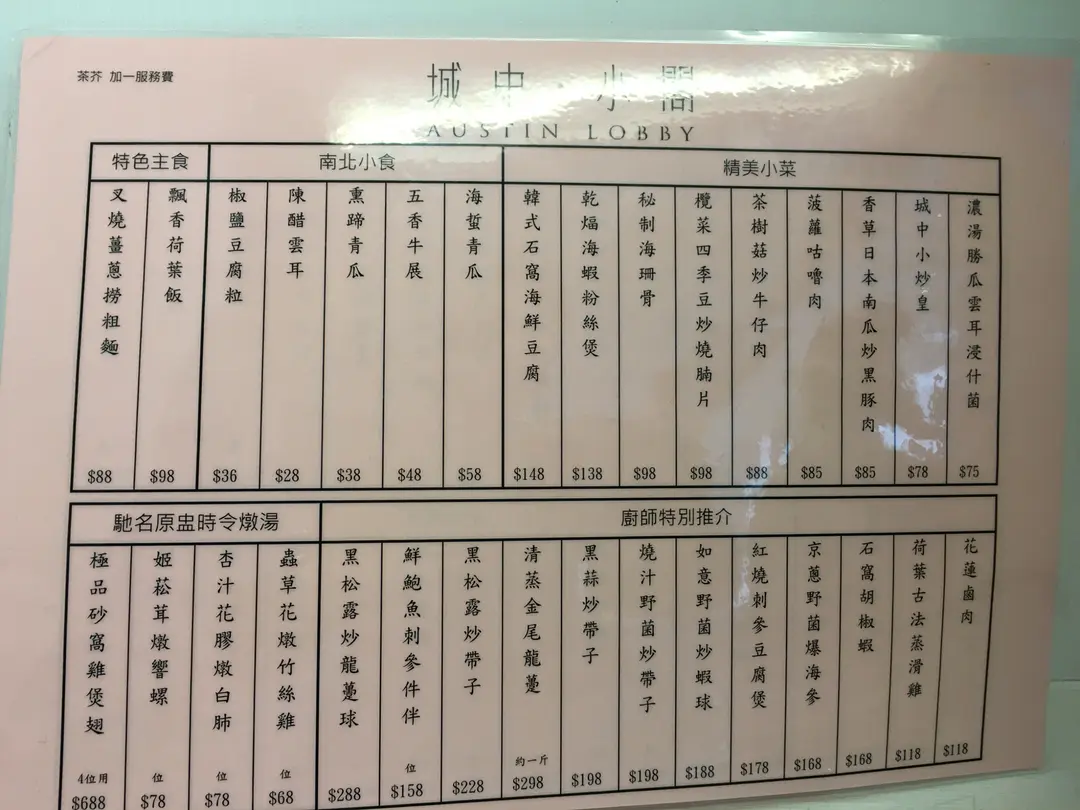 茶芥 加一服務費
城中小閣
AUSTIN LOBBY
特色主食
叉燒薑蔥撈粗麵
$88
飄香荷葉飯
$98
南北小食
椒鹽豆腐粒
$36
陳醋雲耳
$28
熏蹄青瓜
$38
五香牛展
$48
海蜇青瓜
$58
精美小菜
韓式石窩海鮮豆腐
$148
乾煏海蝦粉絲煲
$138
秘制海珊骨
$98
欖菜四季豆炒燒腩片
$98
茶樹菇炒牛仔肉
$88
菠蘿咕嚕肉
$85
香草日本南瓜炒黑豚肉
$85
城中小炒皇
$78
濃湯勝瓜雲耳浸什菌
$75
馳名原盅時令燉湯
極品砂窩雞煲翅
4位用
$688
姬菘茸燉響螺
位
$78
杏汁花膠燉白肺
位
$78
蟲草花燉竹絲雞
位
$68
廚師特別推介
黑松露炒龍躉球
$288
鮮鮑魚刺參件伴
位
$158
黑松露炒帶子
$228
清蒸金尾龍躉
約一斤
$298
黑蒜炒帶子
$198
燒汁野菌炒帶子
$198
如意野菌炒蝦球
$188
紅燒刺參豆腐煲
$178
京蔥野菌爆海參
$168
石窩胡椒蝦
$168
荷葉古法蒸滑雞
$118
花蓮鹵肉
$118